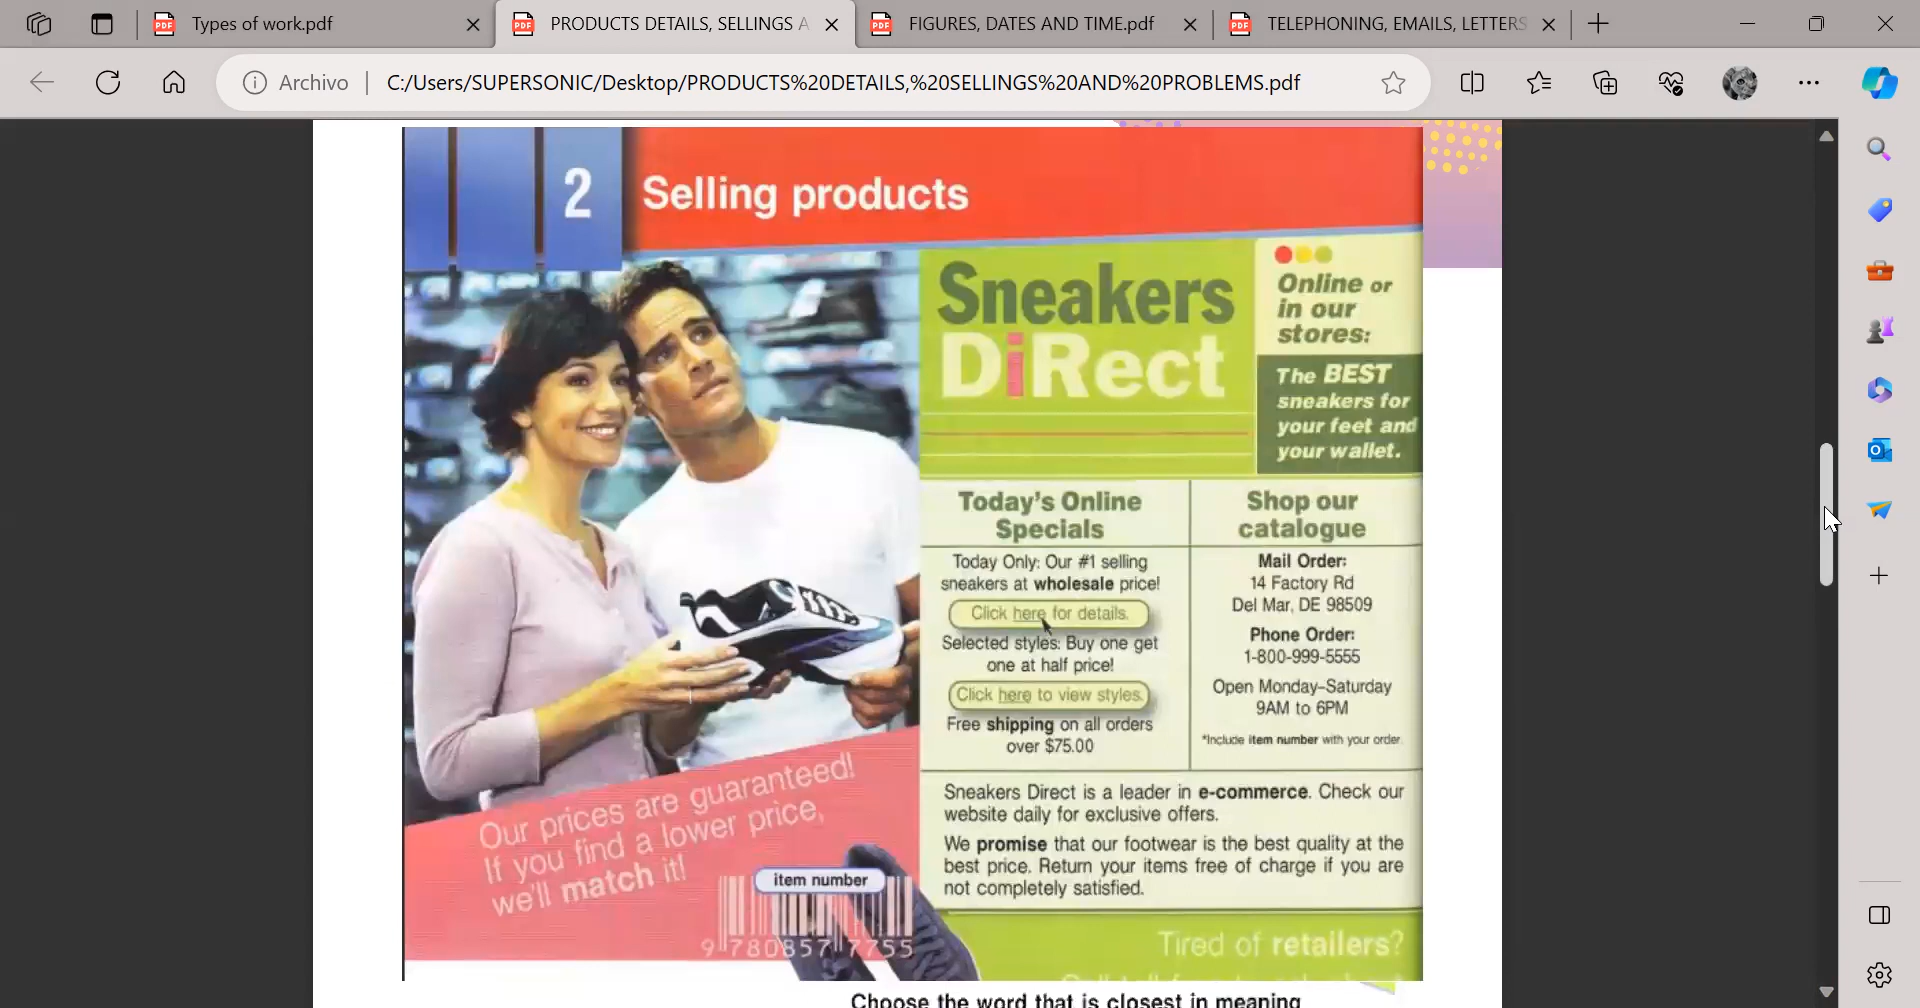 Types of work.pdf
PRODUCTS DETAILS, SELLINGS A
FIGURES, DATES AND TIME.pdf
TELEPHONING, EMAILS, LETTERS
Archivo
C:/Users/SUPERSONIC/Desktop/PRODUCTS%20DETAILS,%20SELLINGS%20AND%20PROBLEMS.pdf
2 Selling products
Sneakers
DiRect
Online or
in our
stores:
The BEST
sneakers for
your feet and
your wallet.
Today's Online
Specials
Today Only: Our #1 selling
sneakers at wholesale price!
Click here for details.
Selected styles: Buy one get
one at half price!
Click here to view styles.
Free shipping on all orders
over $75.00
Shop our
catalogue
Mail Order:
14 Factory Rd
Del Mar, DE 98509
Phone Order:
1-800-999-5555
Open Monday–Saturday
9AM to 6PM
*Include item number with your order.
Sneakers Direct is a leader in e-commerce. Check our
website daily for exclusive offers.
We promise that our footwear is the best quality at the
best price. Return your items free of charge if you are
not completely satisfied.
Our prices are guaranteed!
If you find a lower price,
we'll match it!
item number
9 780857 7755
Tired of retailers?
Choose the word that is closest in meaning